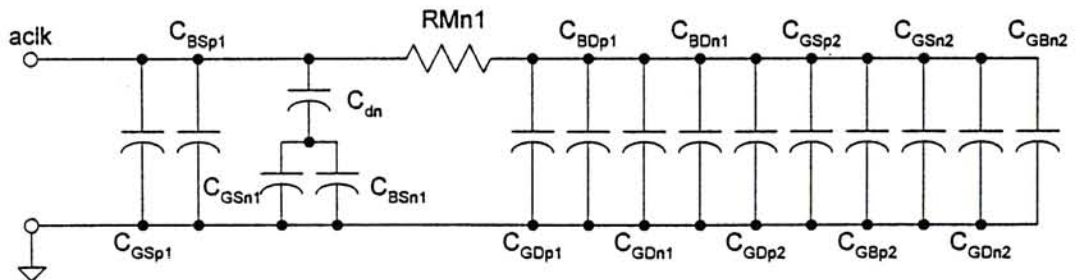 RMn1
aclk C_BSp1 C_BDp1 C_BDn1 C_GSp2 C_GSn2 C_GBn2
C_dn
C_GSn1 C_BSn1
C_GSp1 C_GDp1 C_GDn1 C_GDp2 C_GBp2 C_GDn2